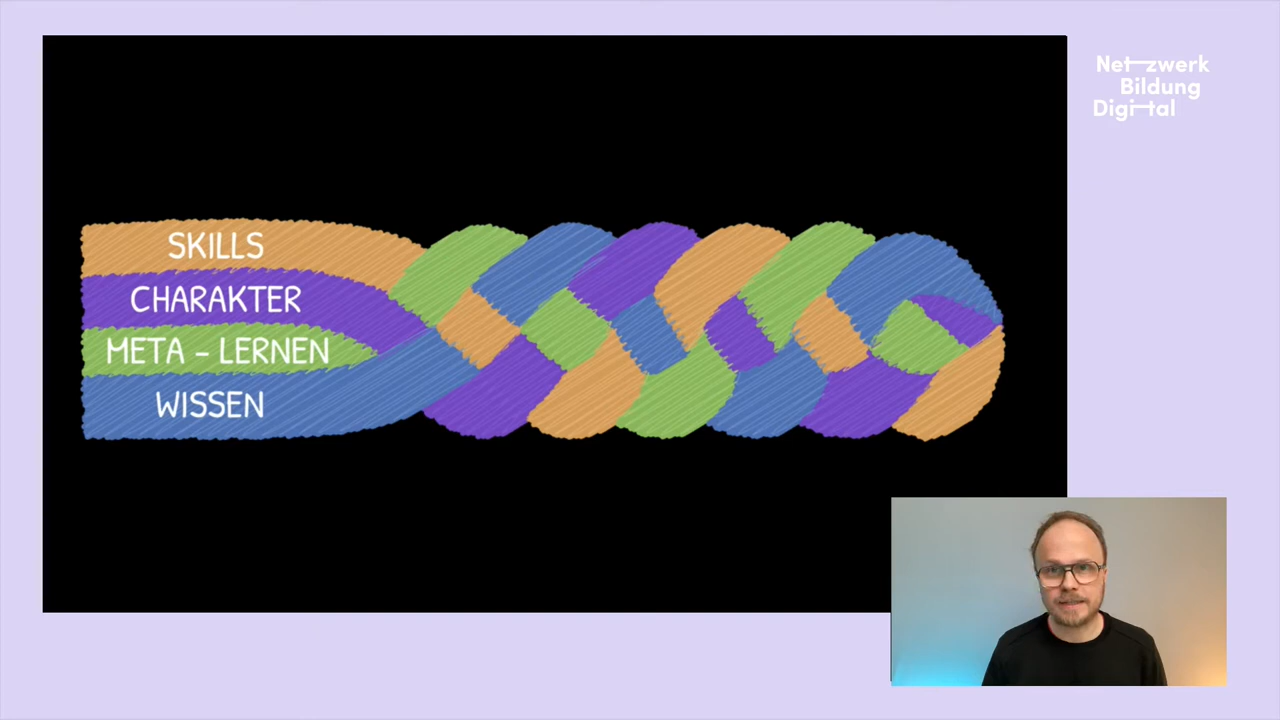 Netzwerk
Bildung
Digital
SKILLS
CHARAKTER
META - LERNEN
WISSEN